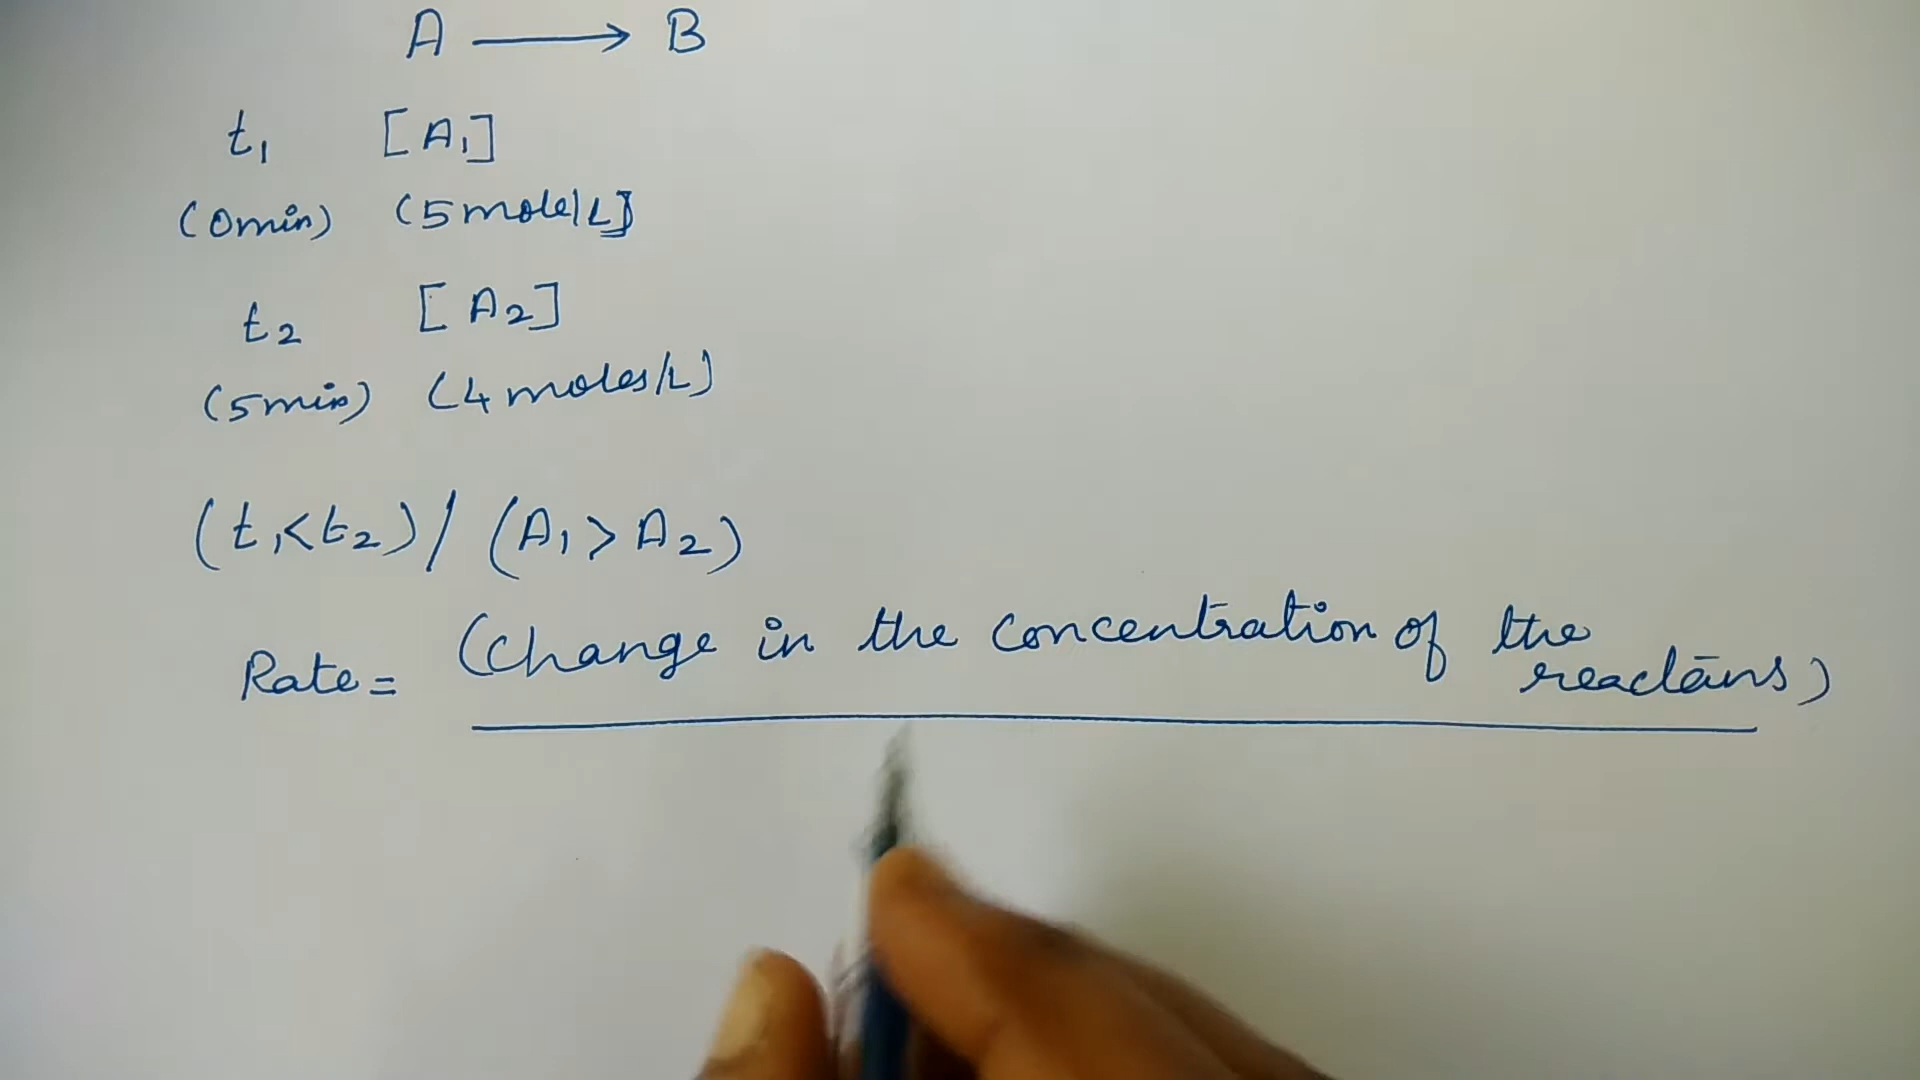 A → B
t₁ [A₁]
(0min) (5mole/L]
t₂ [A₂]
(5min) (4moles/L)
(t₁<t₂)/ (A₁>A₂)
Rate = (Change in the concentration of the
reactans)